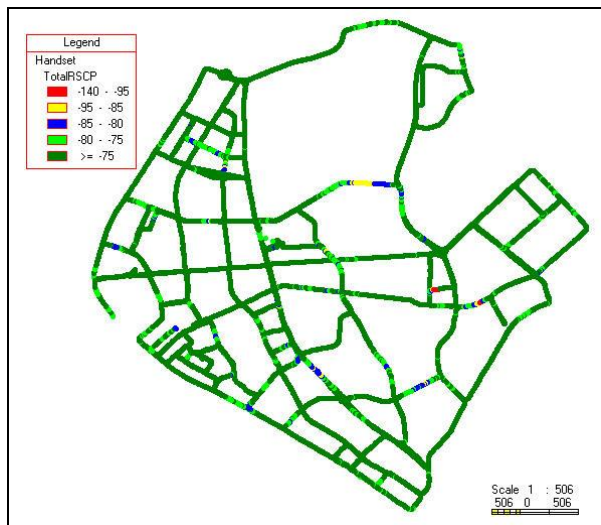 Legend
Handset
TotalRSCP
-140 - -95
-95 - -85
-85 - -80
-80 - -75
>= -75
Scale 1 : 506
506 0 506